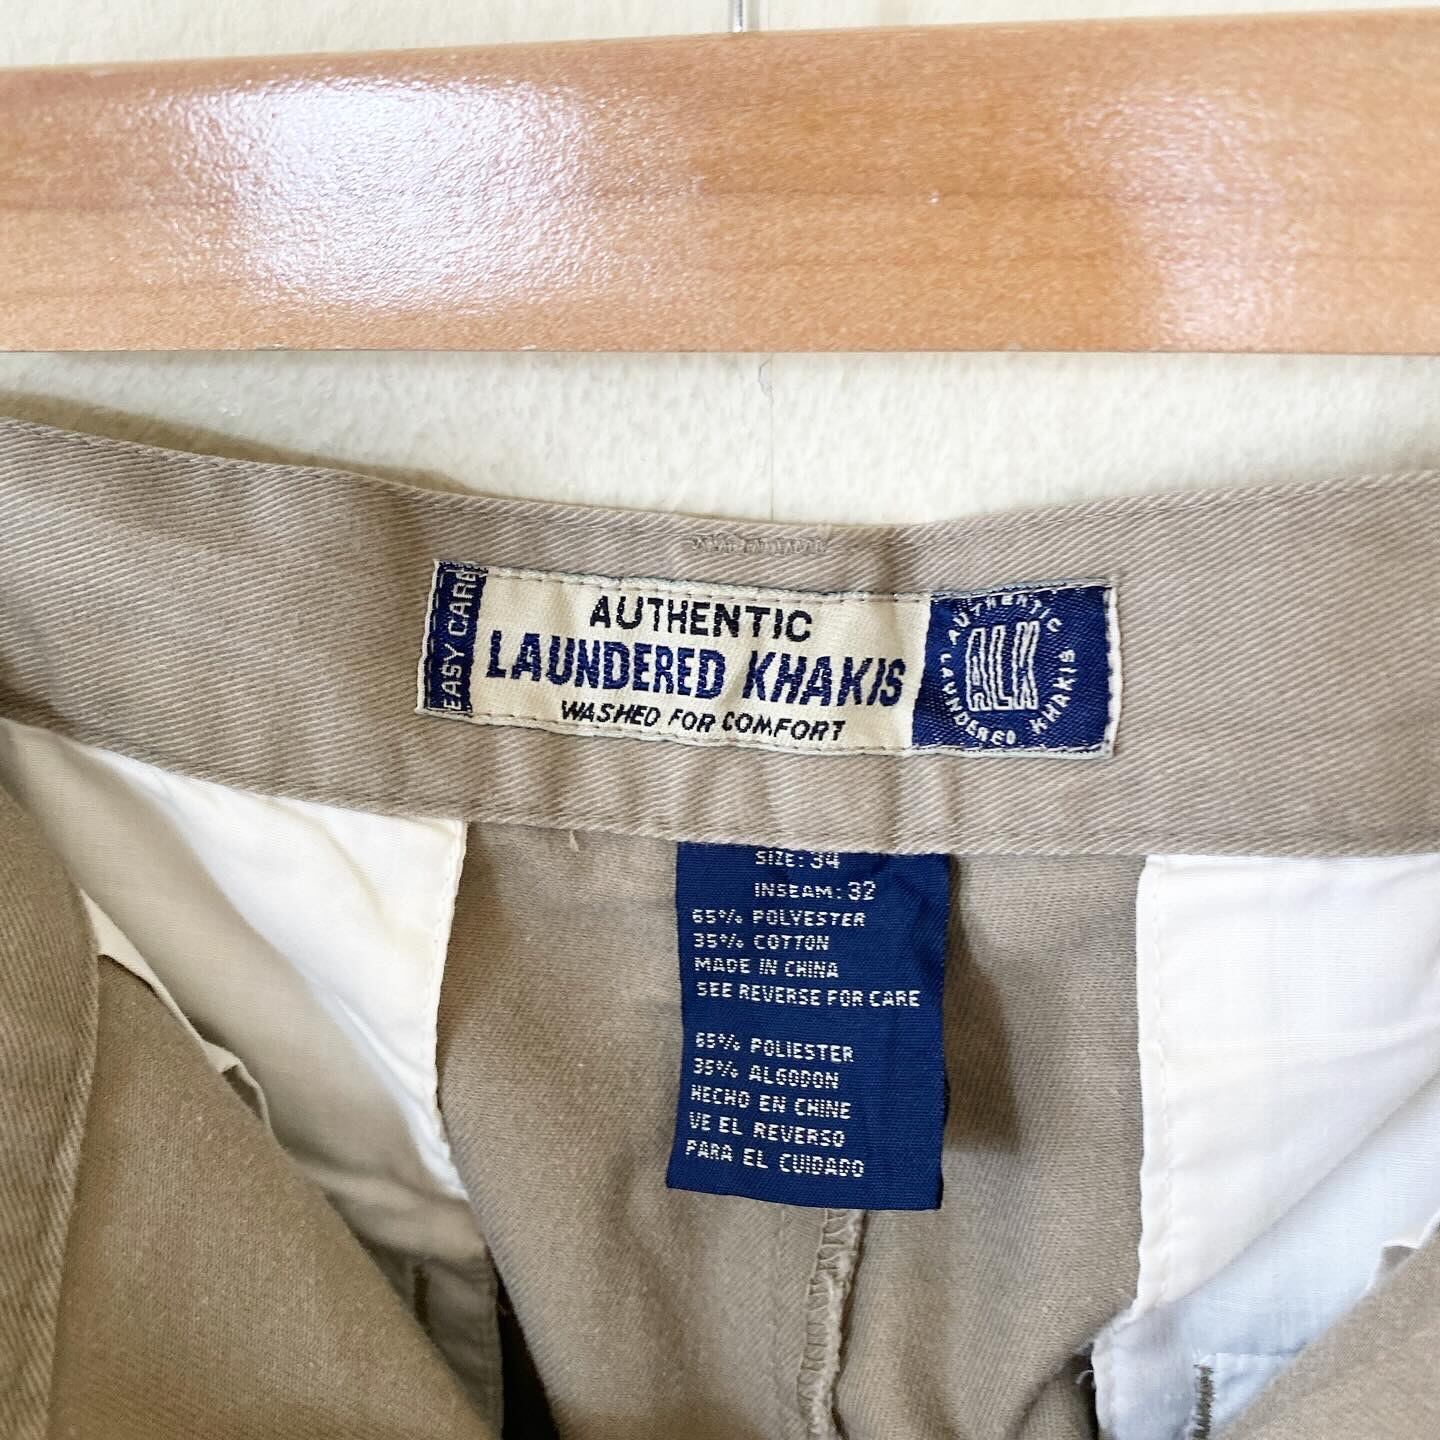 EASY CARE
AUTHENTIC
LAUNDERED KHAKIS
WASHED FOR COMFORT
AUTHENTIC
ALK
LAUNDERED KHAKIS
SIZE: 34
INSEAM: 32
65% POLYESTER
35% COTTON
MADE IN CHINA
SEE REVERSE FOR CARE
65% POLIESTER
35% ALGODON
HECHO EN CHINE
VE EL REVERSO
PARA EL CUIDADO